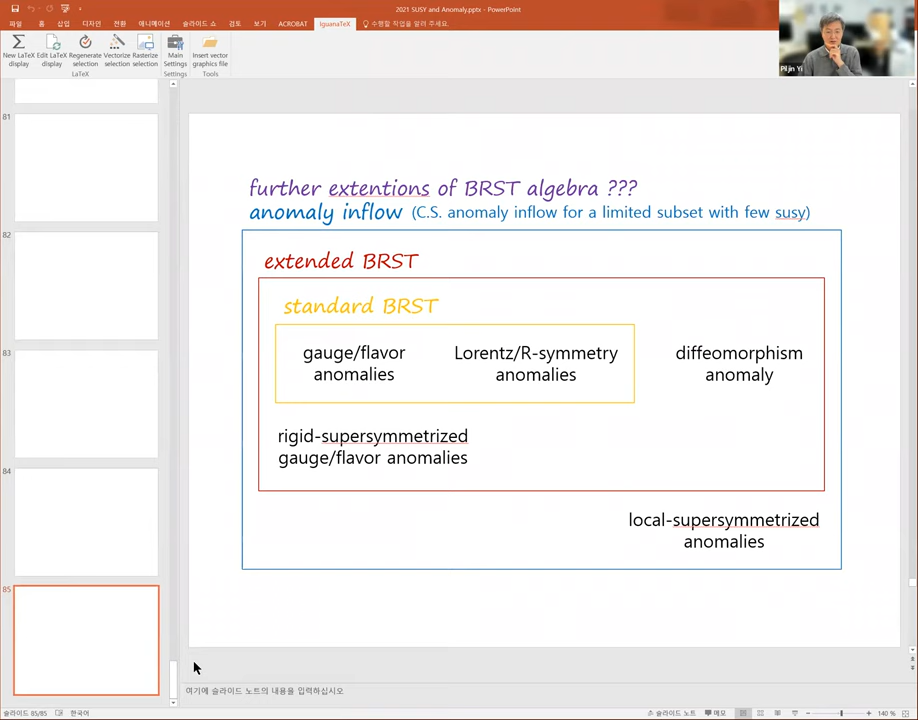 2021 SUSY and Anomaly.pptx - PowerPoint
파일 홈 삽입 디자인 전환 애니메이션 슬라이드 쇼 검토 보기 ACROBAT IguanaTeX 수행할 작업을 알려 주세요.
New LaTeX display
Edit LaTeX display
Regenerate selection
Vectorize selection
Rasterize selection
Main Settings
Insert vector graphics file
LaTeX Settings Tools
Piljin Yi
81
82
83
84
85
further extentions of BRST algebra ???
anomaly inflow (C.S. anomaly inflow for a limited subset with few susy)
extended BRST
standard BRST
gauge/flavor
anomalies
Lorentz/R-symmetry
anomalies
diffeomorphism
anomaly
rigid-supersymmetrized
gauge/flavor anomalies
local-supersymmetrized
anomalies
여기에 슬라이드 노트의 내용을 입력하십시오
슬라이드 85/85 한국어 슬라이드 노트 메모 140 %